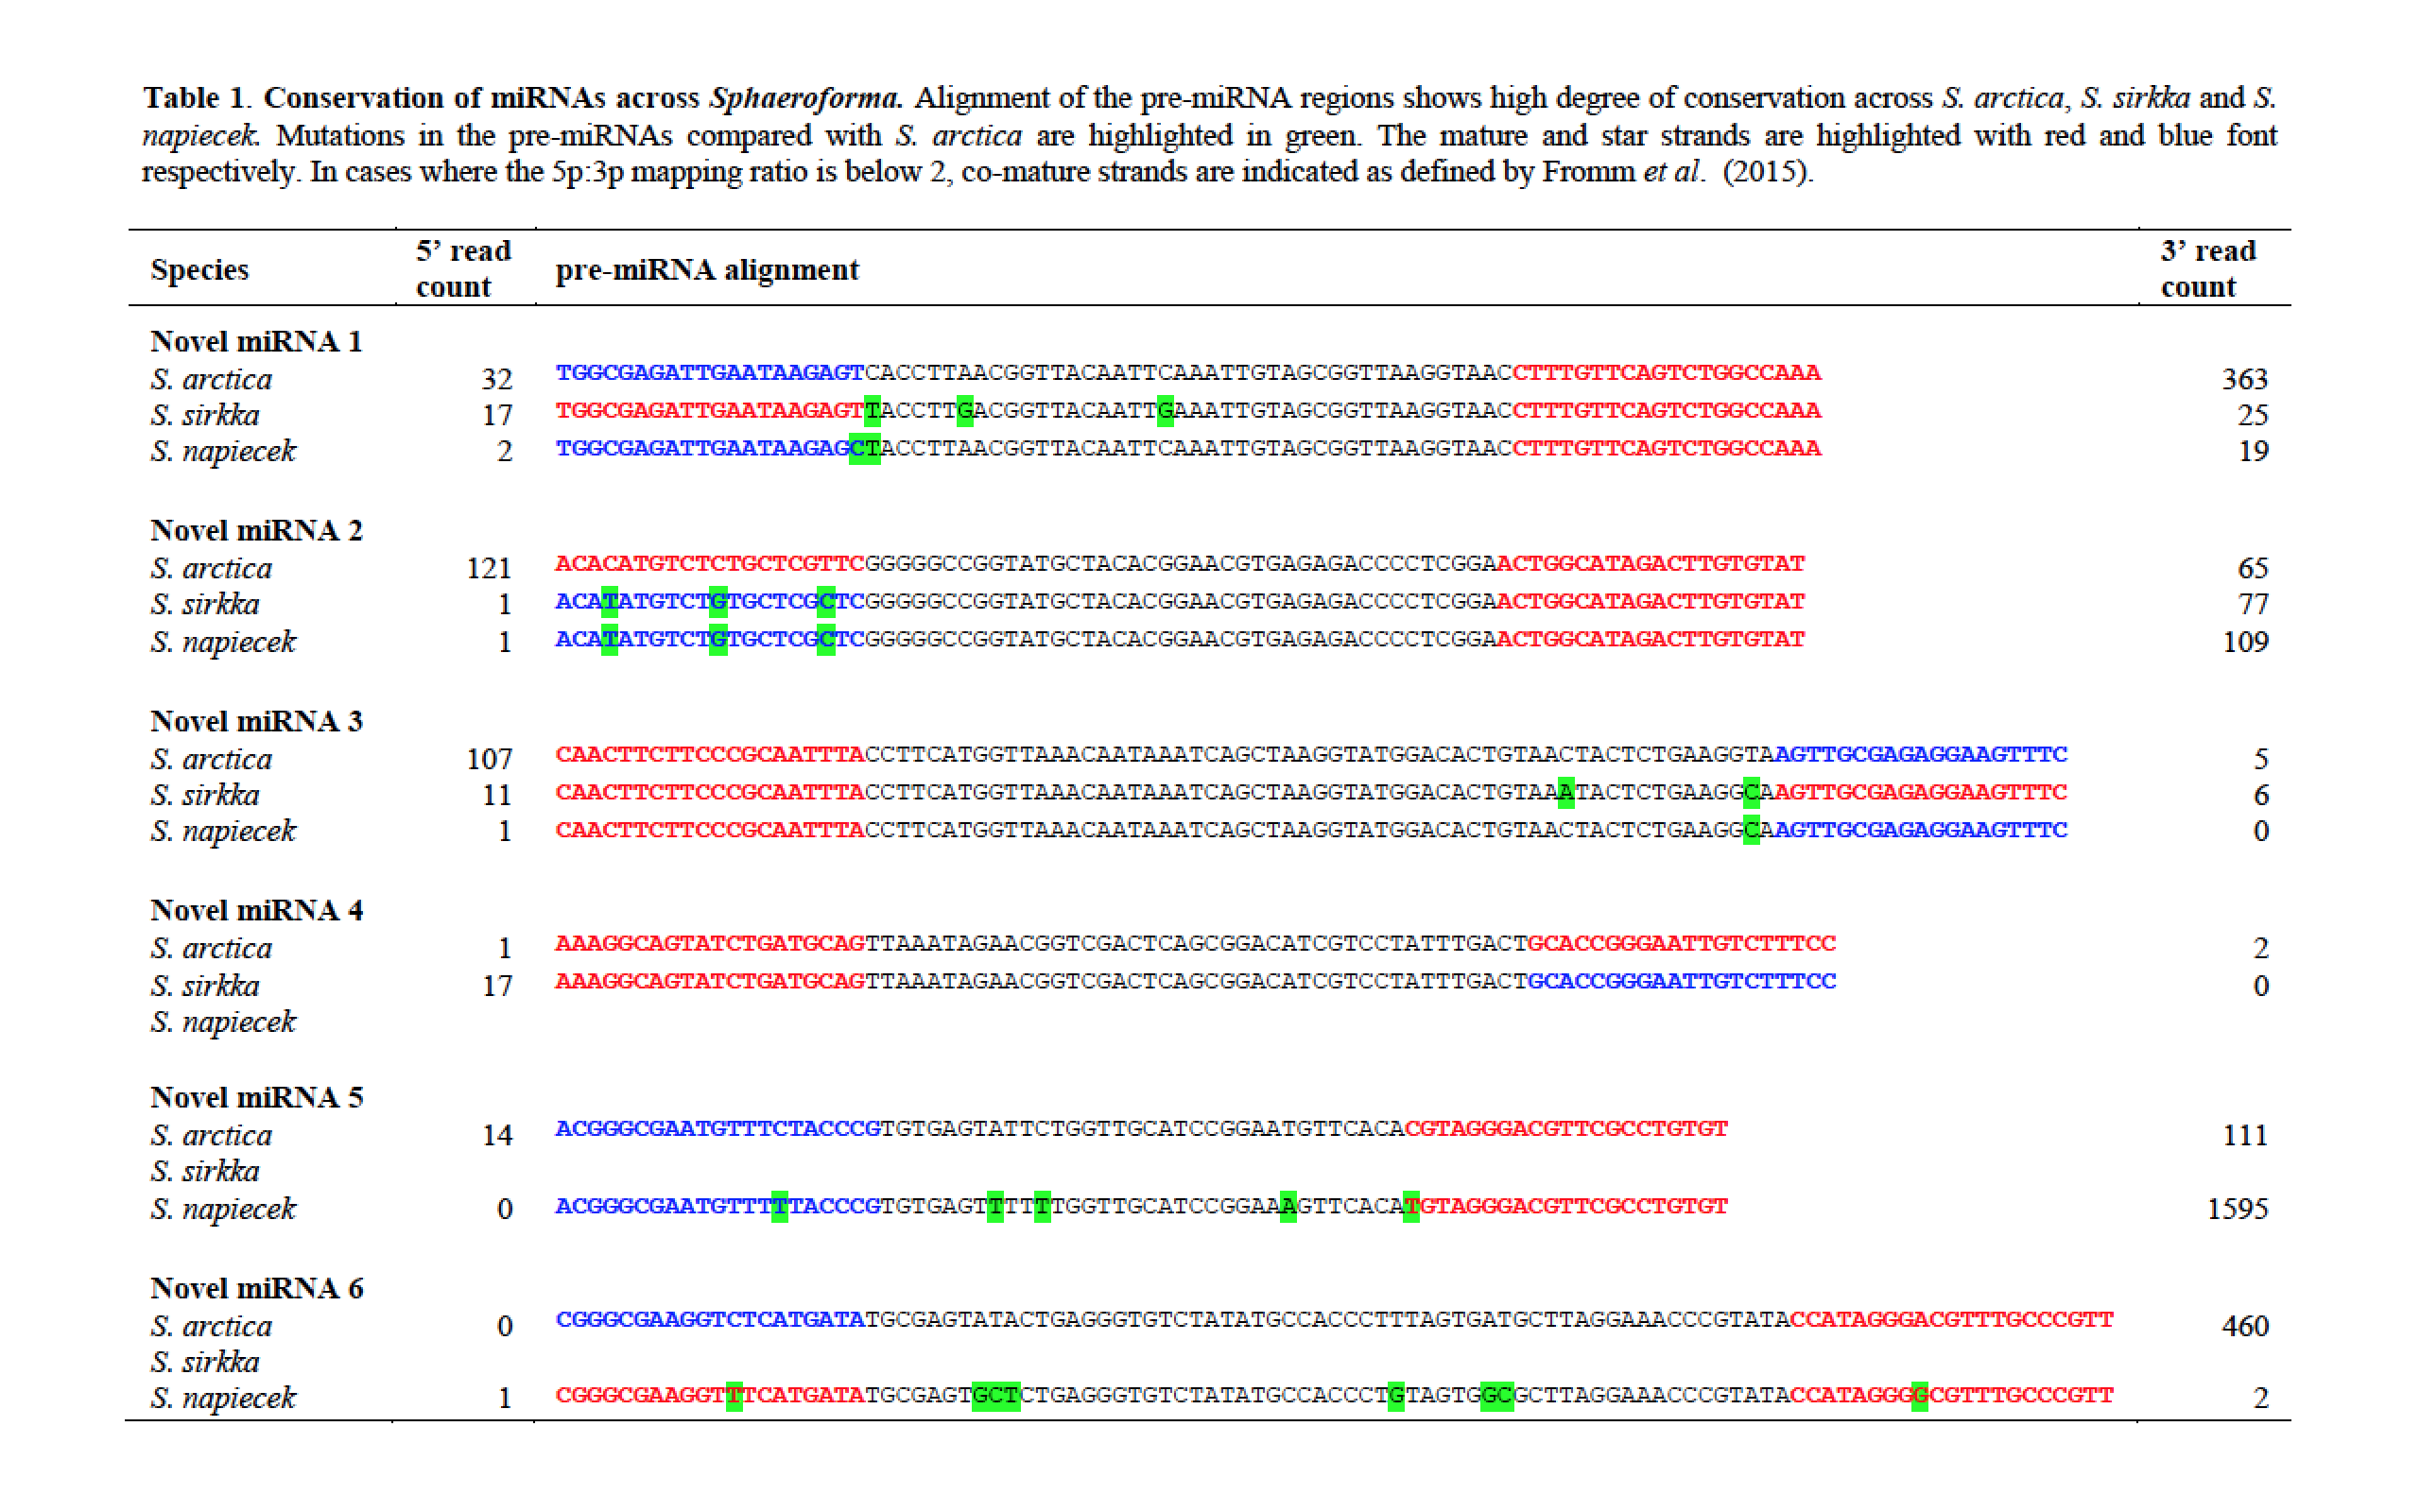 Table 1. Conservation of miRNAs across Sphaeroforma. Alignment of the pre-miRNA regions shows high degree of conservation across S. arctica, S. sirkka and S.
napiecek. Mutations in the pre-miRNAs compared with S. arctica are highlighted in green. The mature and star strands are highlighted with red and blue font
respectively. In cases where the 5p:3p mapping ratio is below 2, co-mature strands are indicated as defined by Fromm et al. (2015).
Species 5’ read count pre-miRNA alignment 3’ read count
Novel miRNA 1
S. arctica 32 TGGCGAGATTGAATAAGAGTCACCTTAACGGTTACAATTCAAATTGTAGCGGTTAAGGTAACCTTTGTTCAGTCTGGCCAAA 363
S. sirkka 17 TGGCGAGATTGAATAAGAGTTACCTTGACGGTTACAATTGAAATTGTAGCGGTTAAGGTAACCTTTGTTCAGTCTGGCCAAA 25
S. napiecek 2 TGGCGAGATTGAATAAGAGCTACCTTAACGGTTACAATTCAAATTGTAGCGGTTAAGGTAACCTTTGTTCAGTCTGGCCAAA 19
Novel miRNA 2
S. arctica 121 ACACATGTCTCTGCTCGTTCGGGGGCCGGTATGCTACACGGAACGTGAGAGACCCCTCGGAACTGGCATAGACTTGTGTAT 65
S. sirkka 1 ACATATGTCTGTGCTCGCTCGGGGGCCGGTATGCTACACGGAACGTGAGAGACCCCTCGGAACTGGCATAGACTTGTGTAT 77
S. napiecek 1 ACATATGTCTGTGCTCGCTCGGGGGCCGGTATGCTACACGGAACGTGAGAGACCCCTCGGAACTGGCATAGACTTGTGTAT 109
Novel miRNA 3
S. arctica 107 CAACTTCTTCCCGCAATTTACCTTCATGGTTAAACAATAAATCAGCTAAGGTATGGACACTGTAACTACTCTGAAGGTAAGTTGCGAGAGGAAGTTTC 5
S. sirkka 11 CAACTTCTTCCCGCAATTTACCTTCATGGTTAAACAATAAATCAGCTAAGGTATGGACACTGTAAATACTCTGAAGGCAAGTTGCGAGAGGAAGTTTC 6
S. napiecek 1 CAACTTCTTCCCGCAATTTACCTTCATGGTTAAACAATAAATCAGCTAAGGTATGGACACTGTAACTACTCTGAAGGCAAGTTGCGAGAGGAAGTTTC 0
Novel miRNA 4
S. arctica 1 AAAGGCAGTATCTGATGCAGTTAAATAGAACGGTCGACTCAGCGGACATCGTCCTATTTGACTGCACCGGGAATTGTCTTTCC 2
S. sirkka 17 AAAGGCAGTATCTGATGCAGTTAAATAGAACGGTCGACTCAGCGGACATCGTCCTATTTGACTGCACCGGGAATTGTCTTTCC 0
S. napiecek
Novel miRNA 5
S. arctica 14 ACGGGCGAATGTTTCTACCCGTGTGAGTATTCTGGTTGCATCCGGAATGTTCACACGTAGGGACGTTCGCCTGTGT 111
S. sirkka
S. napiecek 0 ACGGGCGAATGTTTTTACCCGTGTGAGTTTTTTGGTTGCATCCGGAAAGTTCACATGTAGGGACGTTCGCCTGTGT 1595
Novel miRNA 6
S. arctica 0 CGGGCGAAGGTCTCATGATATGCGAGTATACTGAGGGTGTCTATATGCCACCCTTTAGTGATGCTTAGGAAACCCGTATACCATAGGGACGTTTGCCCGTT 460
S. sirkka
S. napiecek 1 CGGGCGAAGGTTTCATGATATGCGAGTGCTCTGAGGGTGTCTATATGCCACCCTGTAGTGGCGCTTAGGAAACCCGTATACCATAGGGGCGTTTGCCCGTT 2